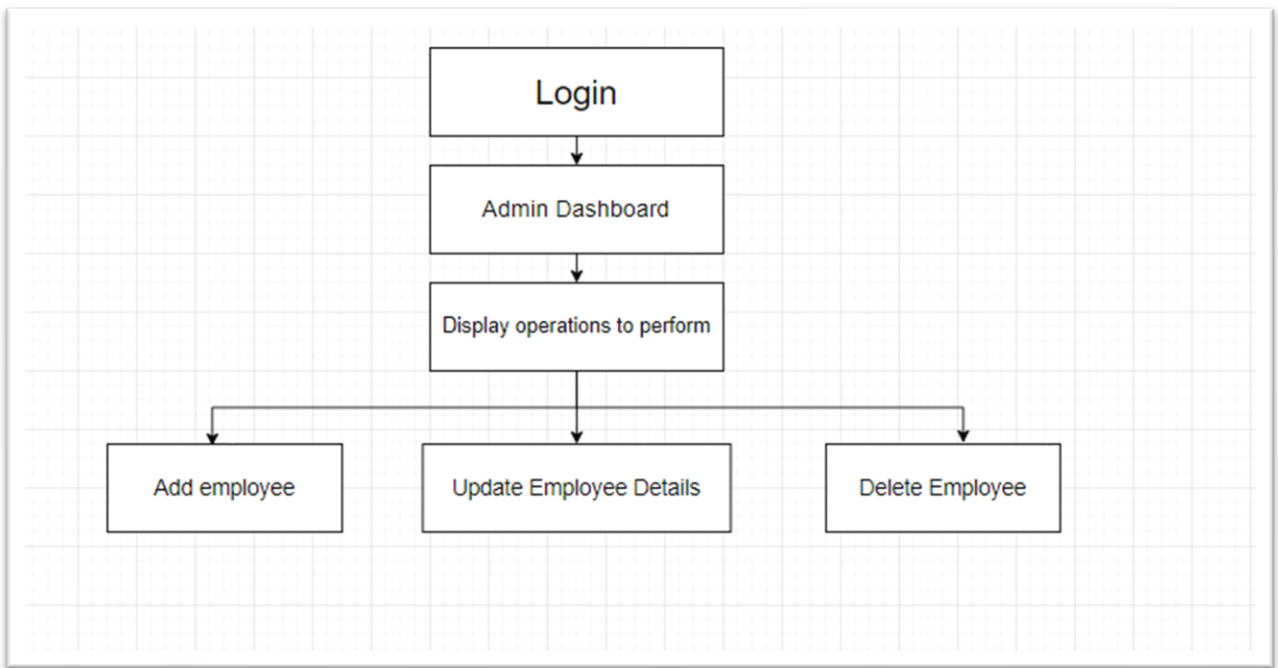 Login
Admin Dashboard
Display operations to perform
Add employee
Update Employee Details
Delete Employee